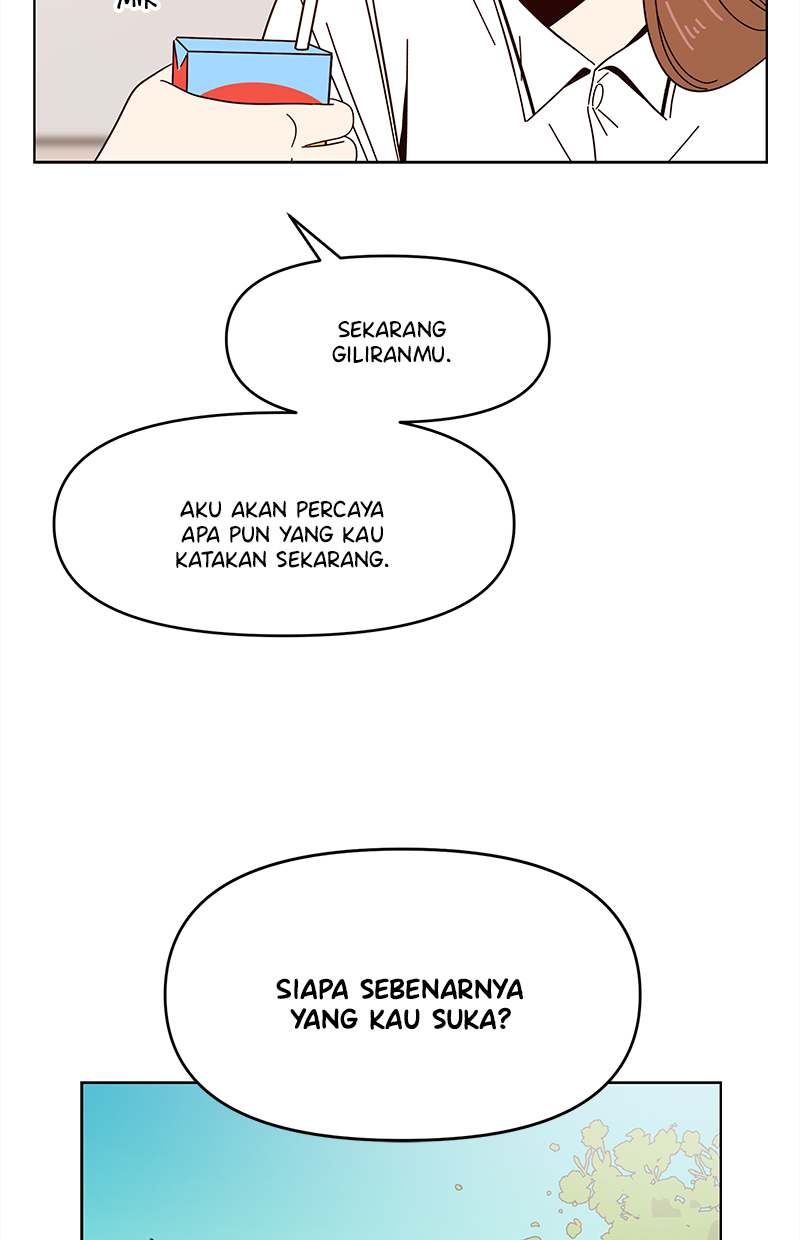 SEKARANG
GILIRANMU.
AKU AKAN PERCAYA
APA PUN YANG KAU
KATAKAN SEKARANG.
SIAPA SEBENARNYA
YANG KAU SUKA?